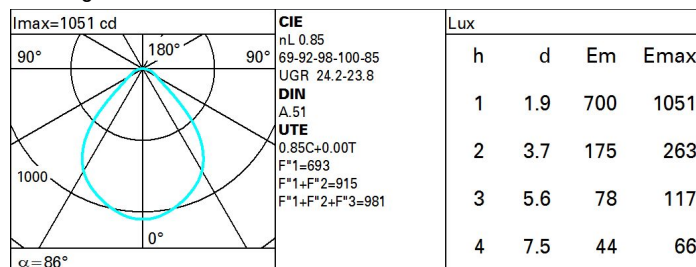 Imax=1051 cd
90° 180° 90°
1000
0°
α=86°
CIE
nL 0.85
69-92-98-100-85
UGR 24.2-23.8
DIN
A.51
UTE
0.85C+0.00T
F"1=693
F"1+F"2=915
F"1+F"2+F"3=981
Lux
h d Em Emax
1 1.9 700 1051
2 3.7 175 263
3 5.6 78 117
4 7.5 44 66